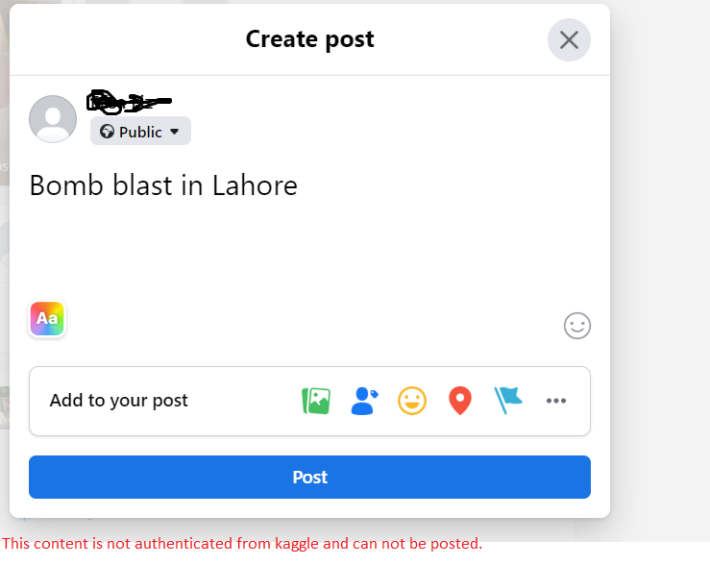 Create post
Public
Bomb blast in Lahore
Aa
Add to your post
Post
This content is not authenticated from kaggle and can not be posted.